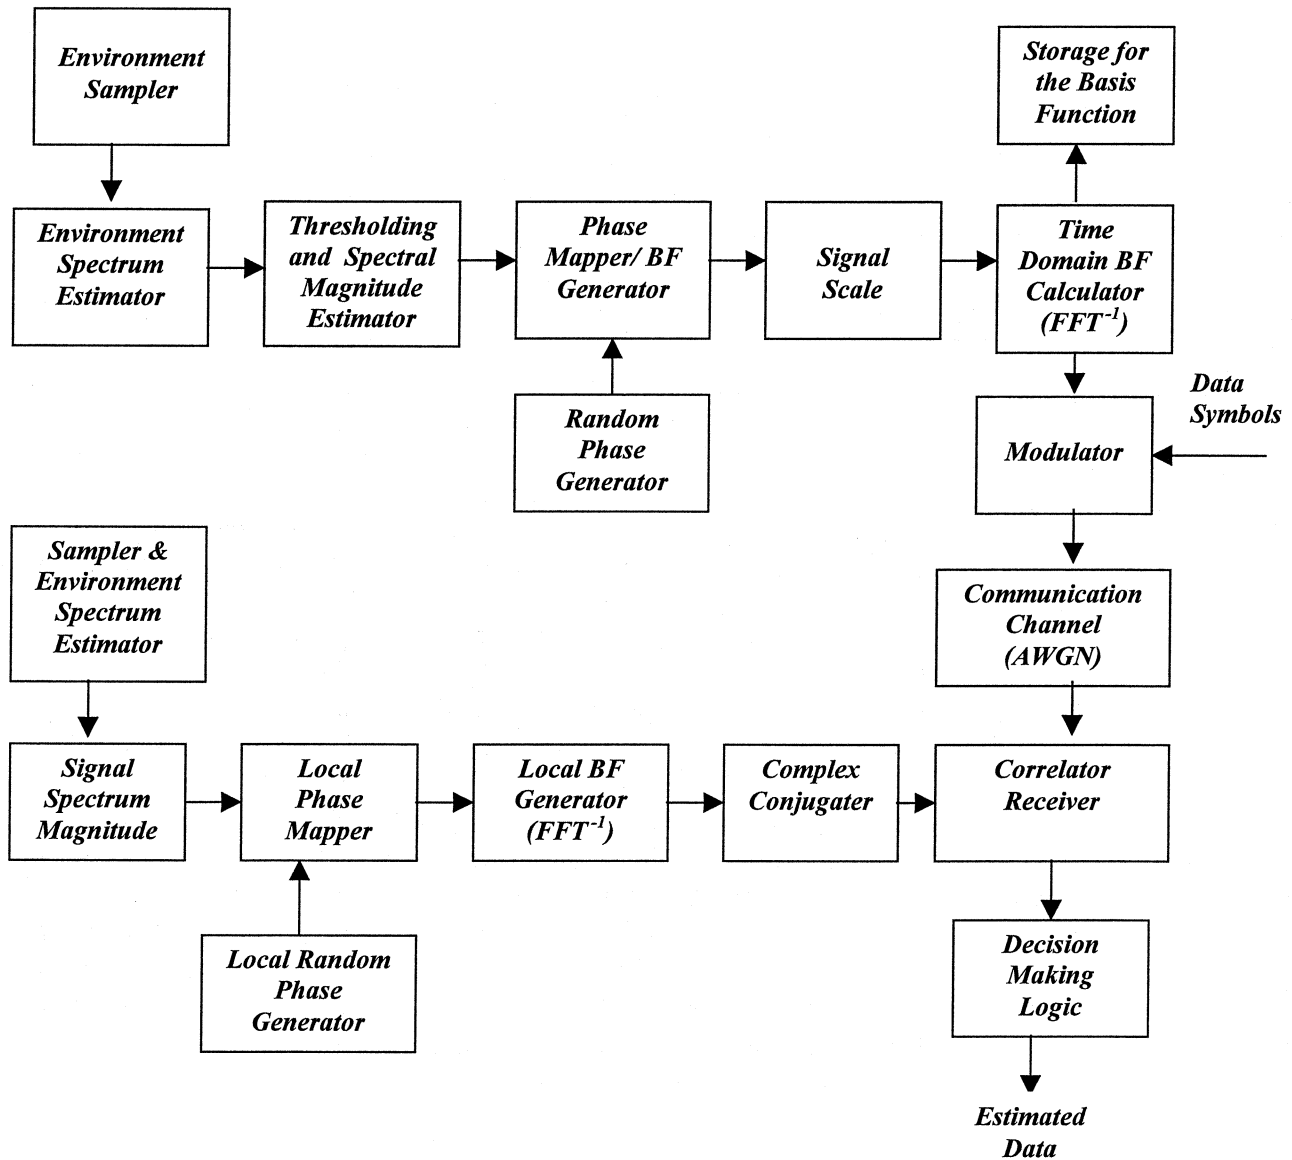 Environment
Sampler
Storage for
the Basis
Function
Environment
Spectrum
Estimator
Thresholding
and Spectral
Magnitude
Estimator
Phase
Mapper/ BF
Generator
Signal
Scale
Time
Domain BF
Calculator
(FFT⁻¹)
Random
Phase
Generator
Modulator
Data
Symbols
Sampler &
Environment
Spectrum
Estimator
Communication
Channel
(AWGN)
Signal
Spectrum
Magnitude
Local
Phase
Mapper
Local BF
Generator
(FFT⁻¹)
Complex
Conjugater
Correlator
Receiver
Local Random
Phase
Generator
Decision
Making
Logic
Estimated
Data